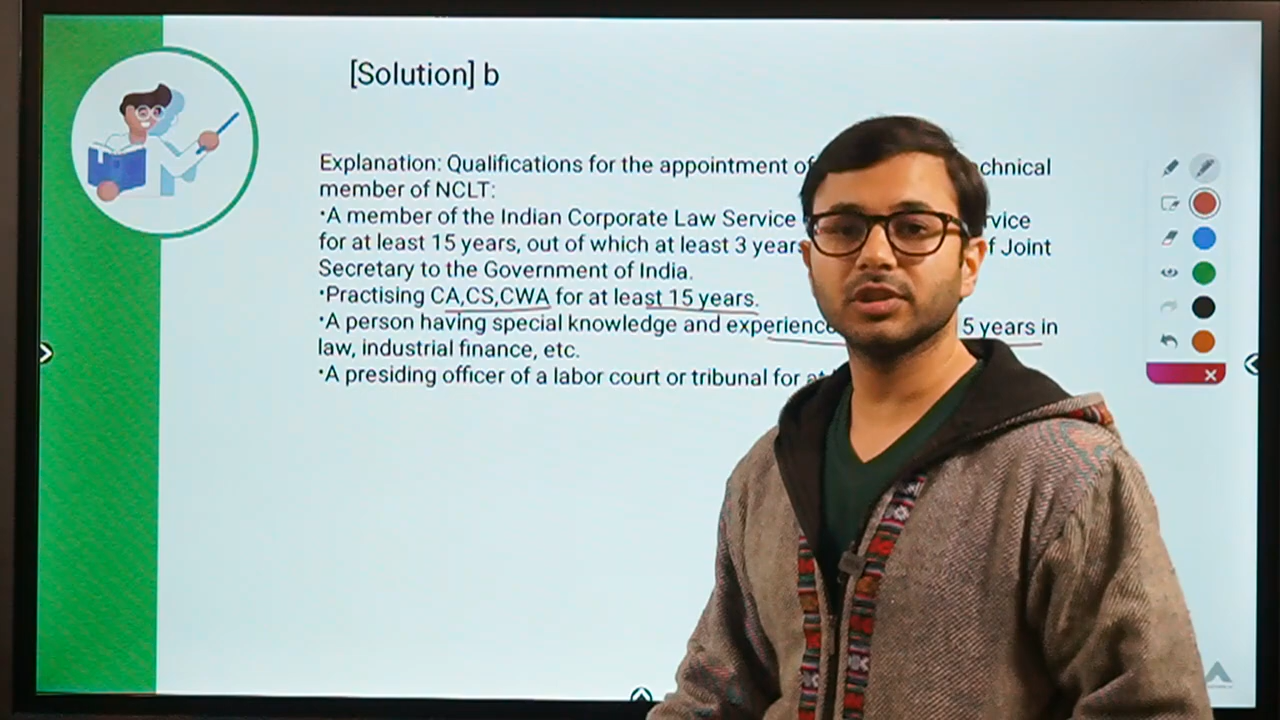 [Solution] b
Explanation: Qualifications for the appointment of chnical
member of NCLT:
•A member of the Indian Corporate Law Service rvice
for at least 15 years, out of which at least 3 years f Joint
Secretary to the Government of India.
•Practising CA,CS,CWA for at least 15 years.
•A person having special knowledge and experience 5 years in
law, industrial finance, etc.
•A presiding officer of a labor court or tribunal for at